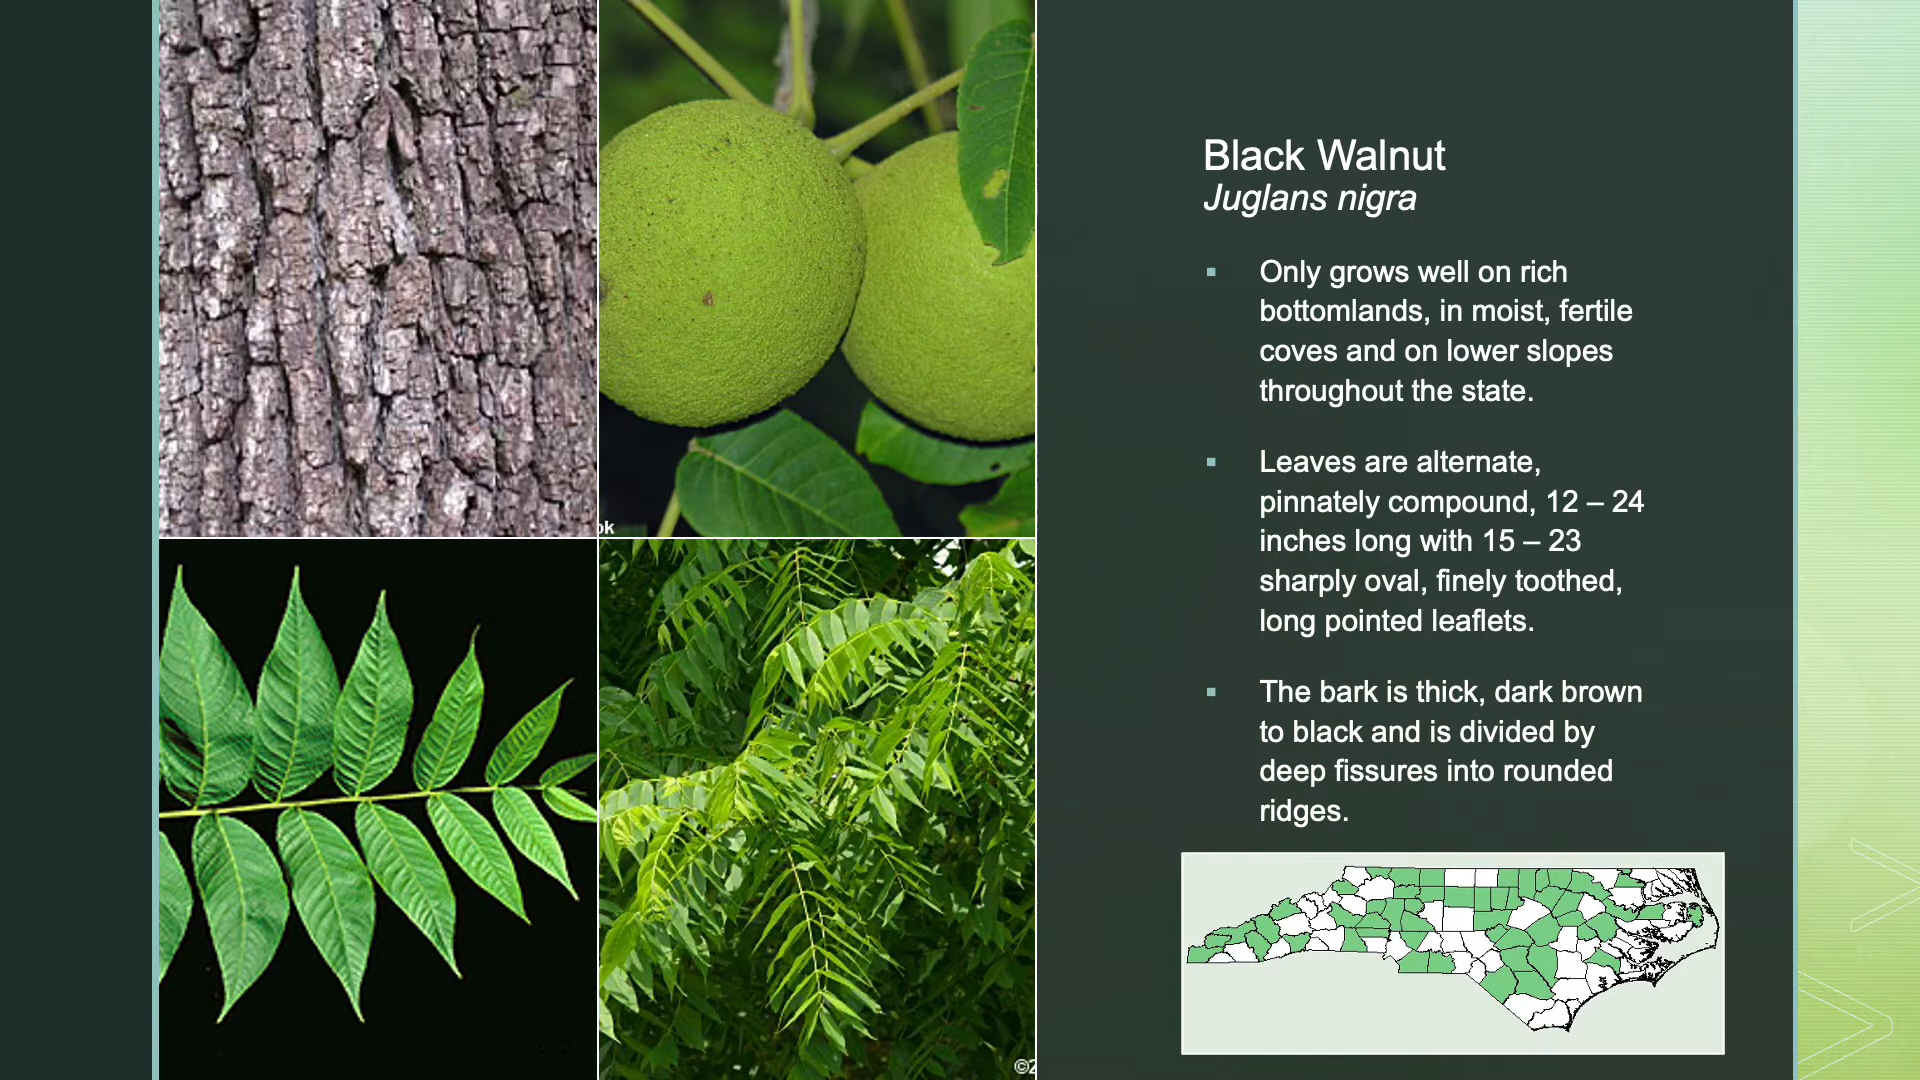 Black Walnut
Juglans nigra
Only grows well on rich
bottomlands, in moist, fertile
coves and on lower slopes
throughout the state.
Leaves are alternate,
pinnately compound, 12 – 24
inches long with 15 – 23
sharply oval, finely toothed,
long pointed leaflets.
The bark is thick, dark brown
to black and is divided by
deep fissures into rounded
ridges.
ok
©2